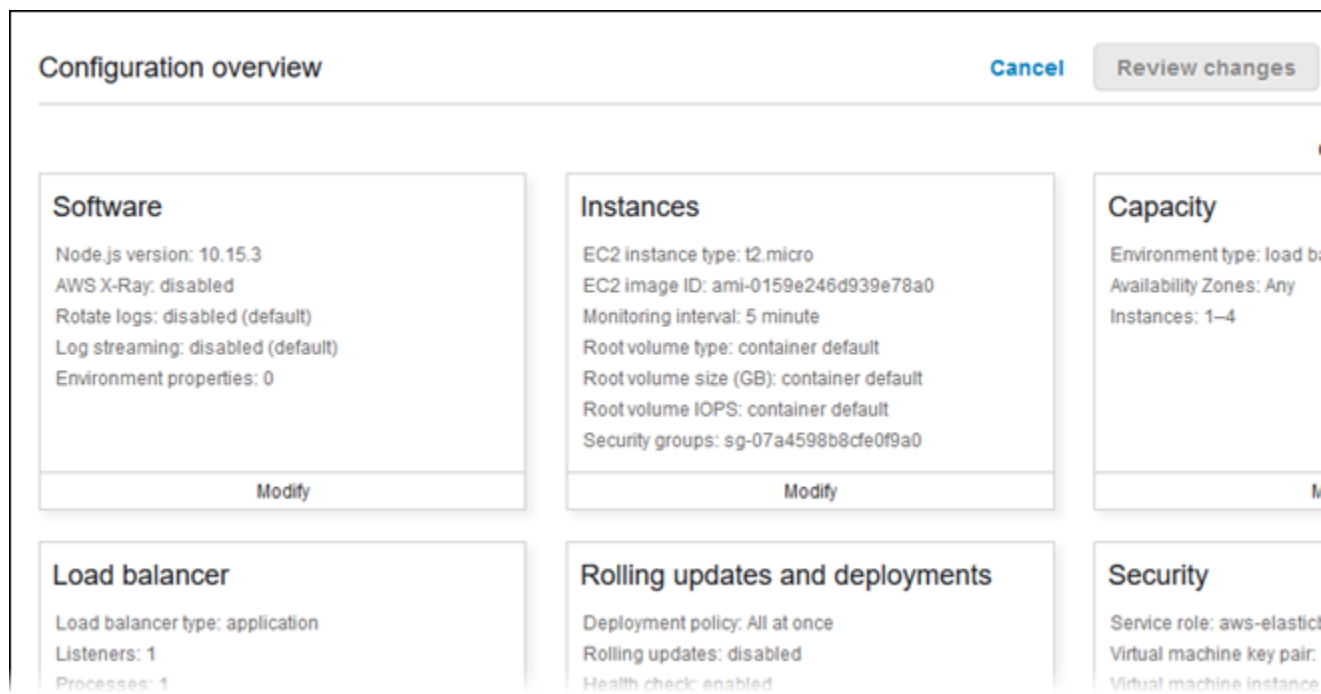 Configuration overview
Cancel
Review changes
Software
Node.js version: 10.15.3
AWS X-Ray: disabled
Rotate logs: disabled (default)
Log streaming: disabled (default)
Environment properties: 0
Modify
Instances
EC2 instance type: t2.micro
EC2 image ID: ami-0159e246d939e78a0
Monitoring interval: 5 minute
Root volume type: container default
Root volume size (GB): container default
Root volume IOPS: container default
Security groups: sg-07a4598b8cfe0f9a0
Modify
Capacity
Environment type: load
Availability Zones: Any
Instances: 1–4
Load balancer
Load balancer type: application
Listeners: 1
Processes: 1
Rolling updates and deployments
Deployment policy: All at once
Rolling updates: disabled
Health check: enabled
Security
Service role:
Virtual machine key pair:
Virtual machine instance